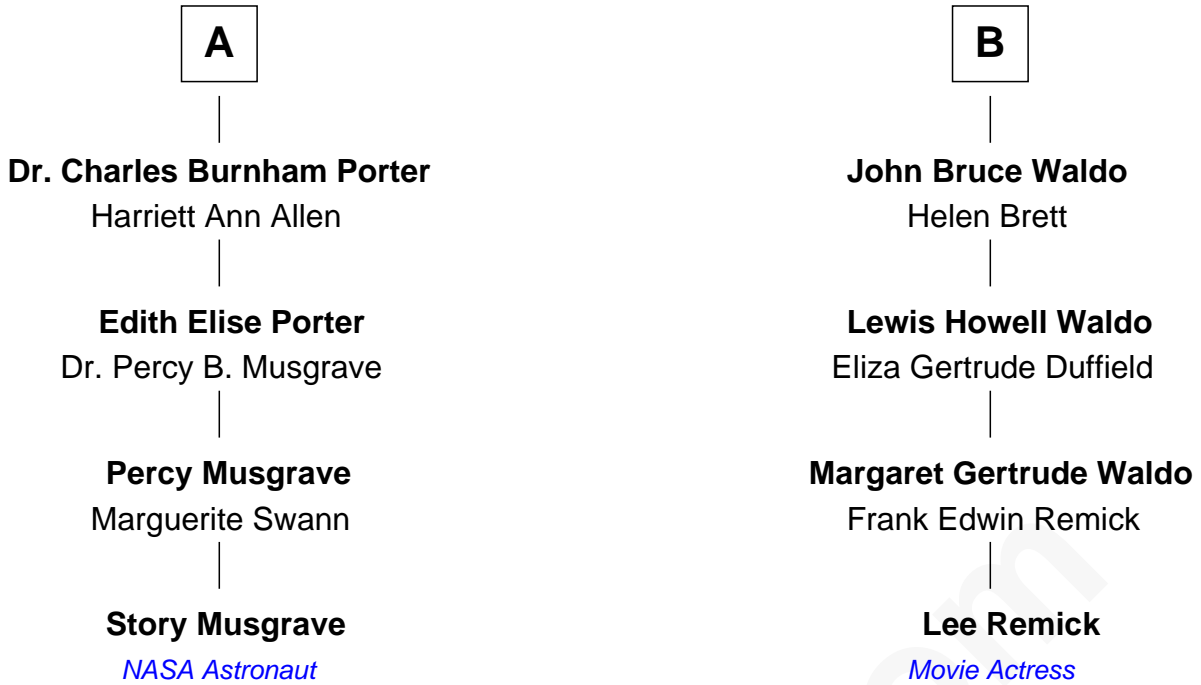 A
Dr. Charles Burnham Porter
Harriett Ann Allen
Edith Elise Porter
Dr. Percy B. Musgrave
Percy Musgrave
Marguerite Swann
Story Musgrave
NASA Astronaut
B
John Bruce Waldo
Helen Brett
Lewis Howell Waldo
Eliza Gertrude Duffield
Margaret Gertrude Waldo
Frank Edwin Remick
Lee Remick
Movie Actress
om